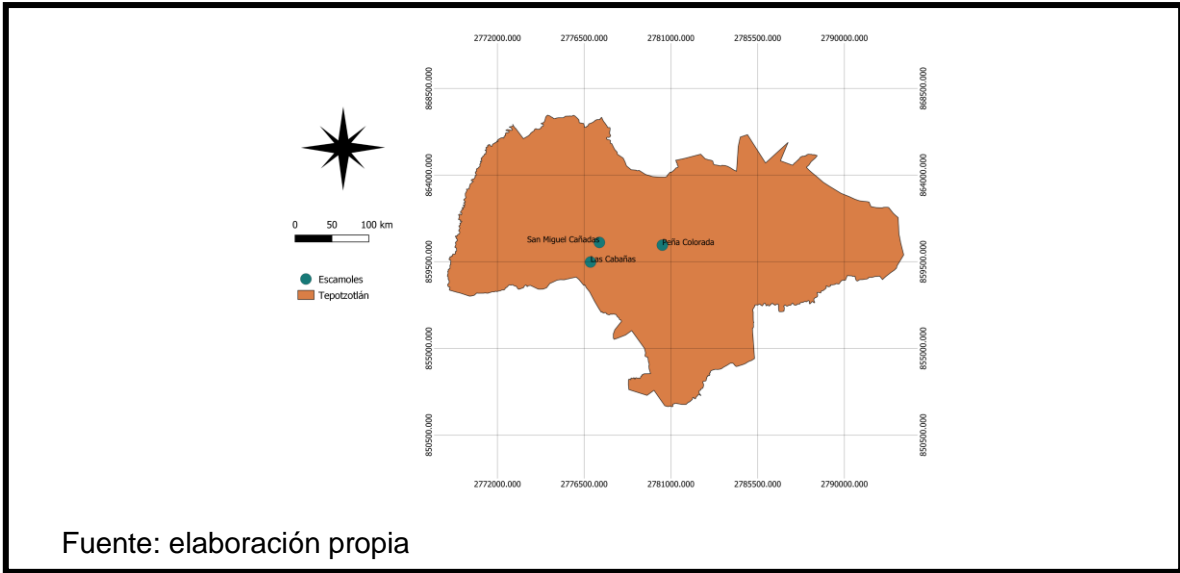 2772000.000 2776500.000 2781000.000 2785500.000 2790000.000
868500.000 868500.000
864000.000 864000.000
0 50 100 km
San Miguel Cañadas Peña Colorada
Las Cabañas
859500.000 859500.000
Escamoles
Tepotzotlán
855000.000 855000.000
850500.000 850500.000
2772000.000 2776500.000 2781000.000 2785500.000 2790000.000
Fuente: elaboración propia